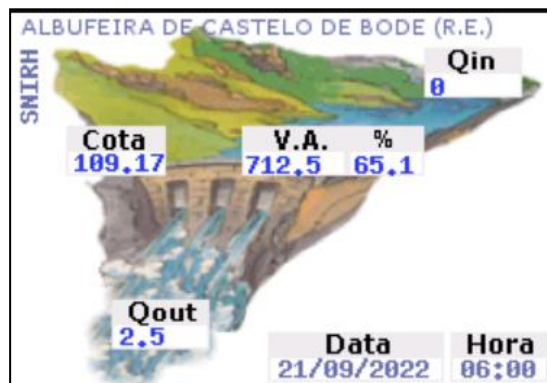 ALBUFEIRA DE CASTELO DE BODE (R.E.)
SNIRH
Qin
0
Cota
109.17
V.A. %
712.5 65.1
Qout
2.5
Data Hora
21/09/2022 06:00